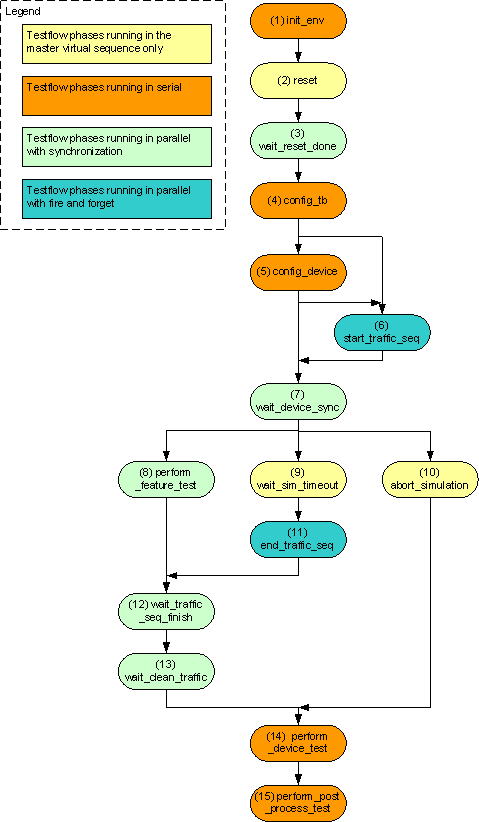 Legend
Testflow phases running in the
master virtual sequence only
Testflow phases running in serial
Testflow phases running in parallel
with synchronization
Testflow phases running in parallel
with fire and forget
(1) init_env
(2) reset
(3)
wait_reset_done
(4) config_tb
(5) config_device
(6)
start_traffic_seq
(7)
wait_device_sync
(8) perform
_feature_test
(9)
wait_sim_timeout
(10)
abort_simulation
(11)
end_traffic_seq
(12) wait_traffic
_seq_finish
(13)
wait_clean_traffic
(14) perform
_device_test
(15) perform_post
_process_test